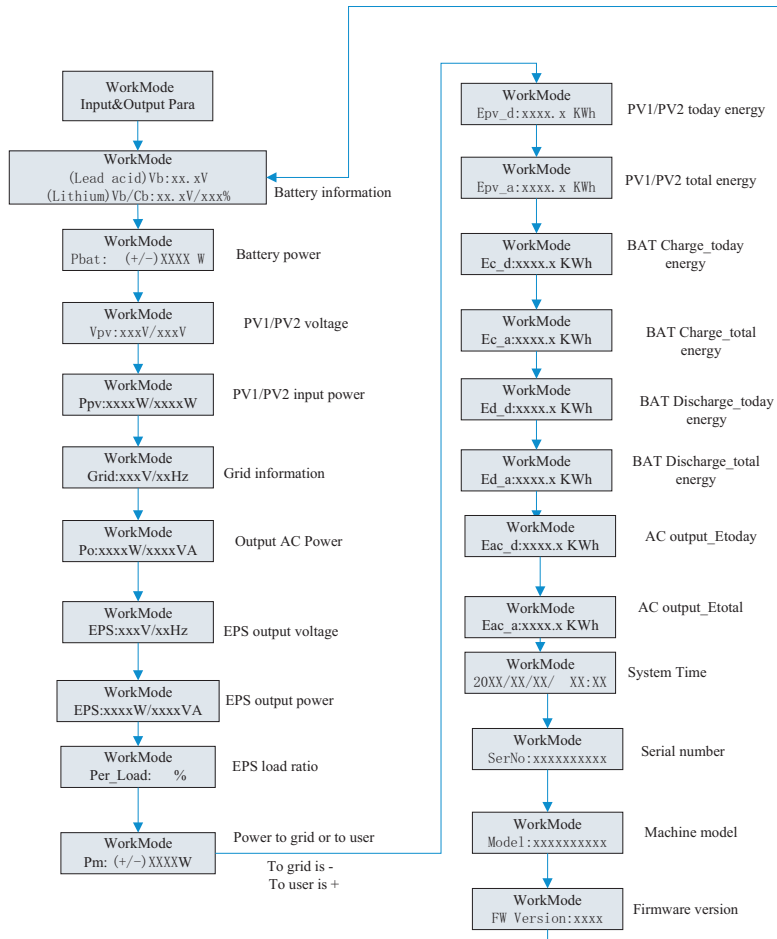 WorkMode
Input&Output Para
WorkMode
(Lead acid)Vb:xx.xV
(Lithium)Vb/Cb:xx.xV/xxx%
Battery information
WorkMode
Pbat: (+/-)XXXX W
Battery power
WorkMode
Vpv:xxxV/xxxV
PV1/PV2 voltage
WorkMode
Ppv:xxxxW/xxxxW
PV1/PV2 input power
WorkMode
Grid:xxxV/xxHz
Grid information
WorkMode
Po:xxxxW/xxxxVA
Output AC Power
WorkMode
EPS:xxxV/xxHz
EPS output voltage
WorkMode
EPS:xxxxW/xxxxVA
EPS output power
WorkMode
Per_Load: %
EPS load ratio
WorkMode
Pm: (+/-)XXXXW
Power to grid or to user
To grid is -
To user is +
WorkMode
Epv_d:xxxx.x KWh
PV1/PV2 today energy
WorkMode
Epv_a:xxxx.x KWh
PV1/PV2 total energy
WorkMode
Ec_d:xxxx.x KWh
BAT Charge_today
energy
WorkMode
Ec_a:xxxx.x KWh
BAT Charge_total
energy
WorkMode
Ed_d:xxxx.x KWh
BAT Discharge_today
energy
WorkMode
Ed_a:xxxx.x KWh
BAT Discharge_total
energy
WorkMode
Eac_d:xxxx.x KWh
AC output_Etoday
WorkMode
Eac_a:xxxx.x KWh
AC output_Etotal
WorkMode
20XX/XX/XX/ XX:XX
System Time
WorkMode
SerNo:xxxxxxxxxx
Serial number
WorkMode
Model:xxxxxxxxxx
Machine model
WorkMode
FW Version:xxxx
Firmware version